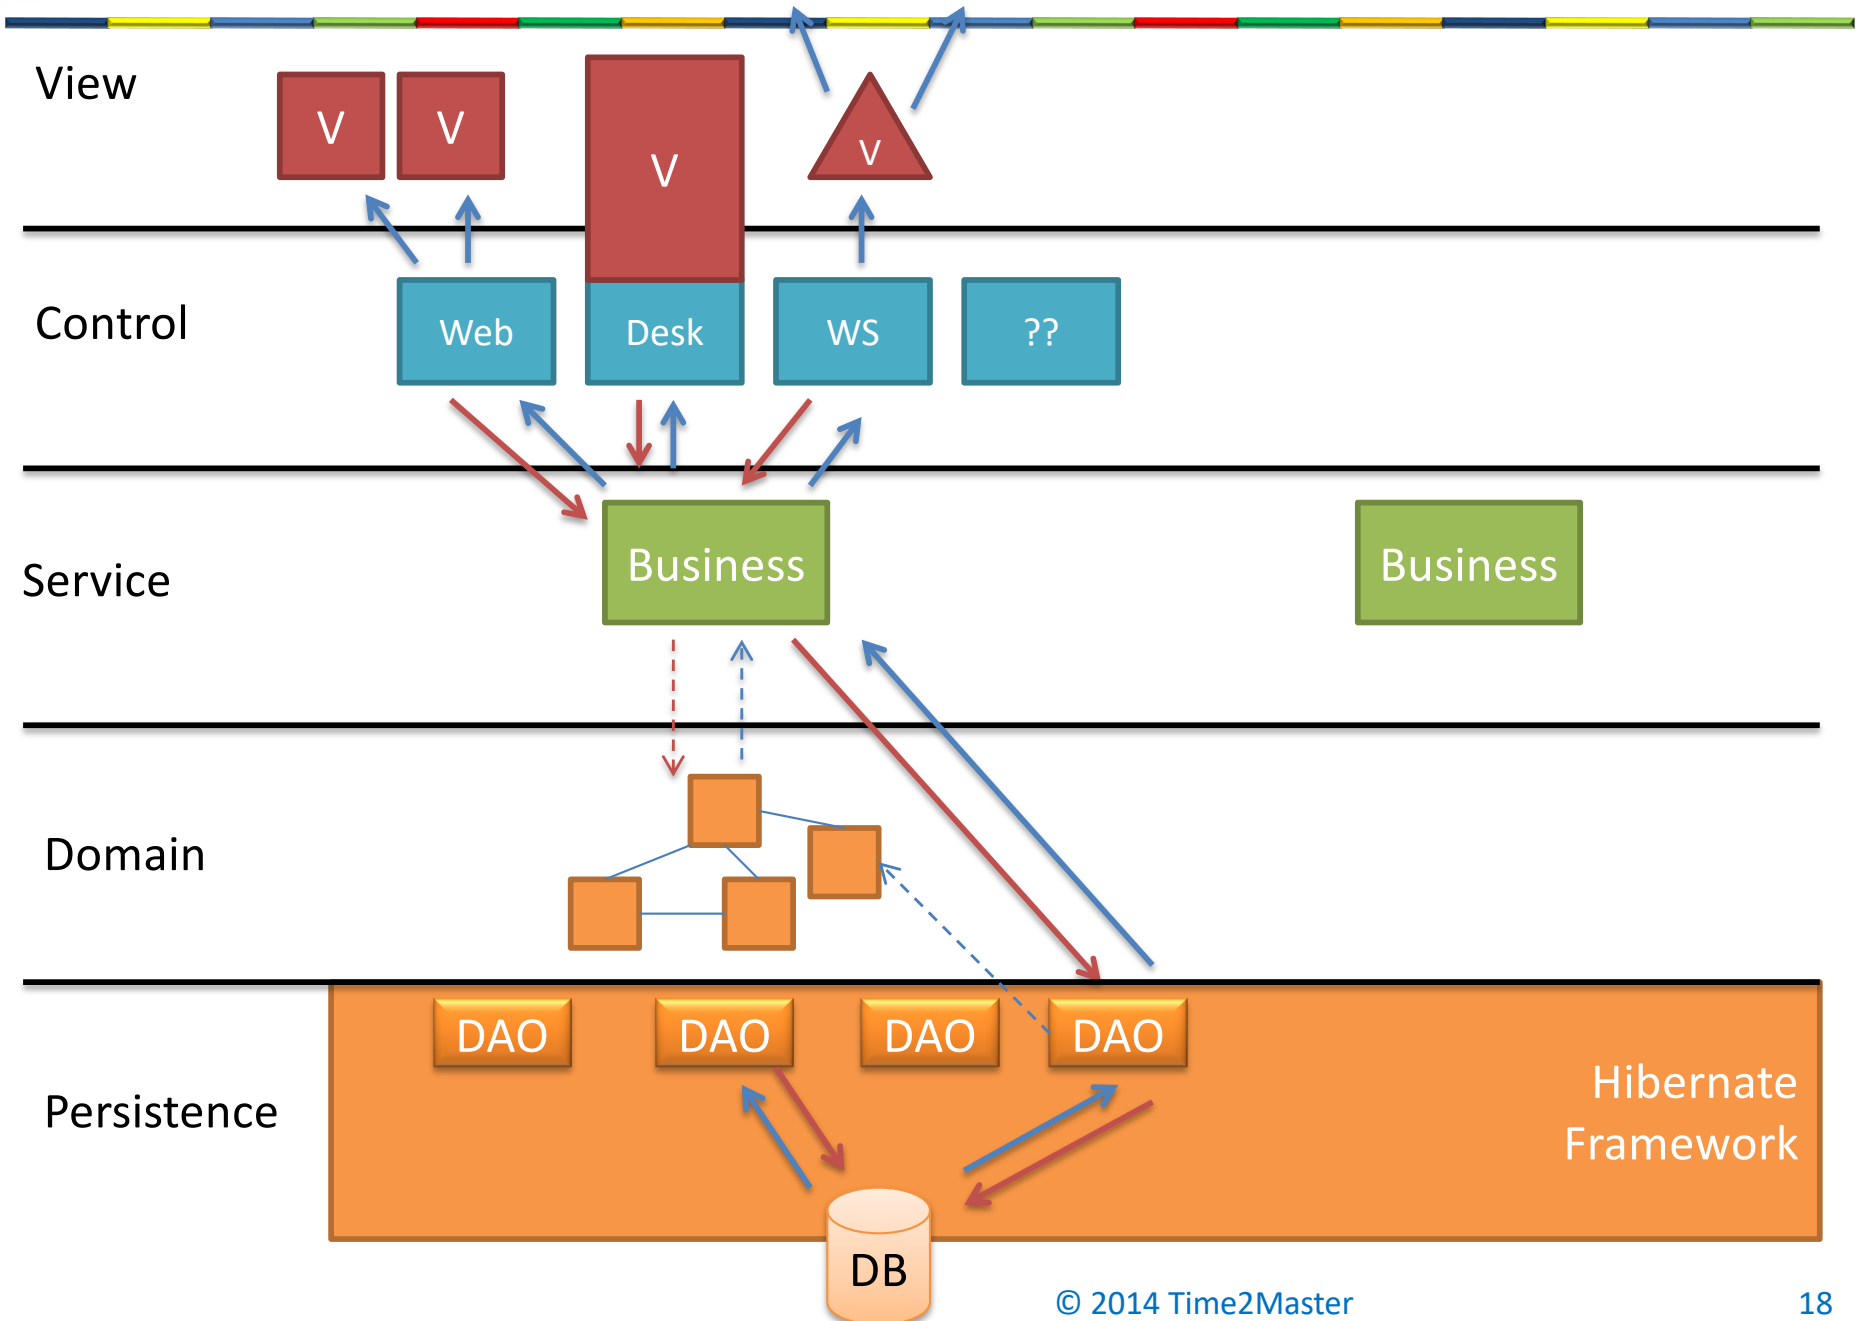 View
V
V
V
V
Control
Web
Desk
WS
??
Service
Business
Business
Domain
DAO
DAO
DAO
DAO
Persistence
Hibernate
Framework
DB
© 2014 Time2Master
18